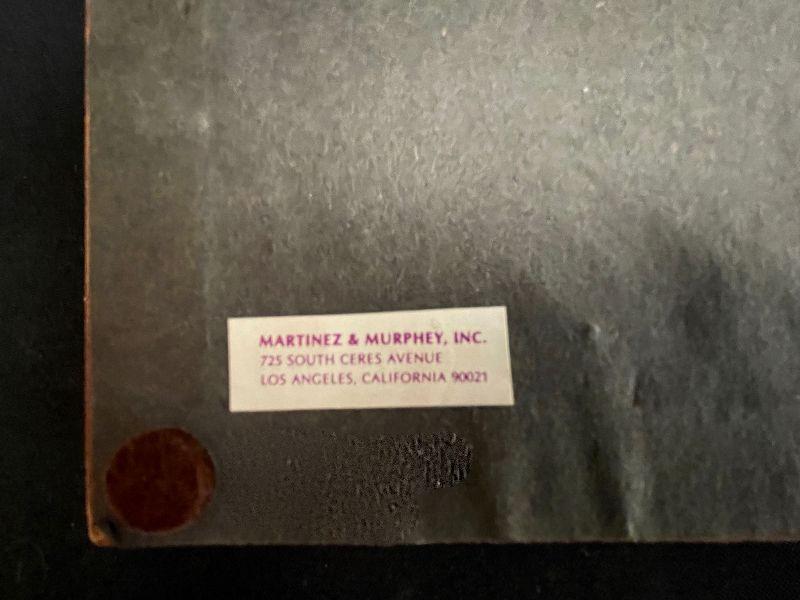 MARTINEZ & MURPHEY, INC.
725 SOUTH CERES AVENUE
LOS ANGELES, CALIFORNIA 90021